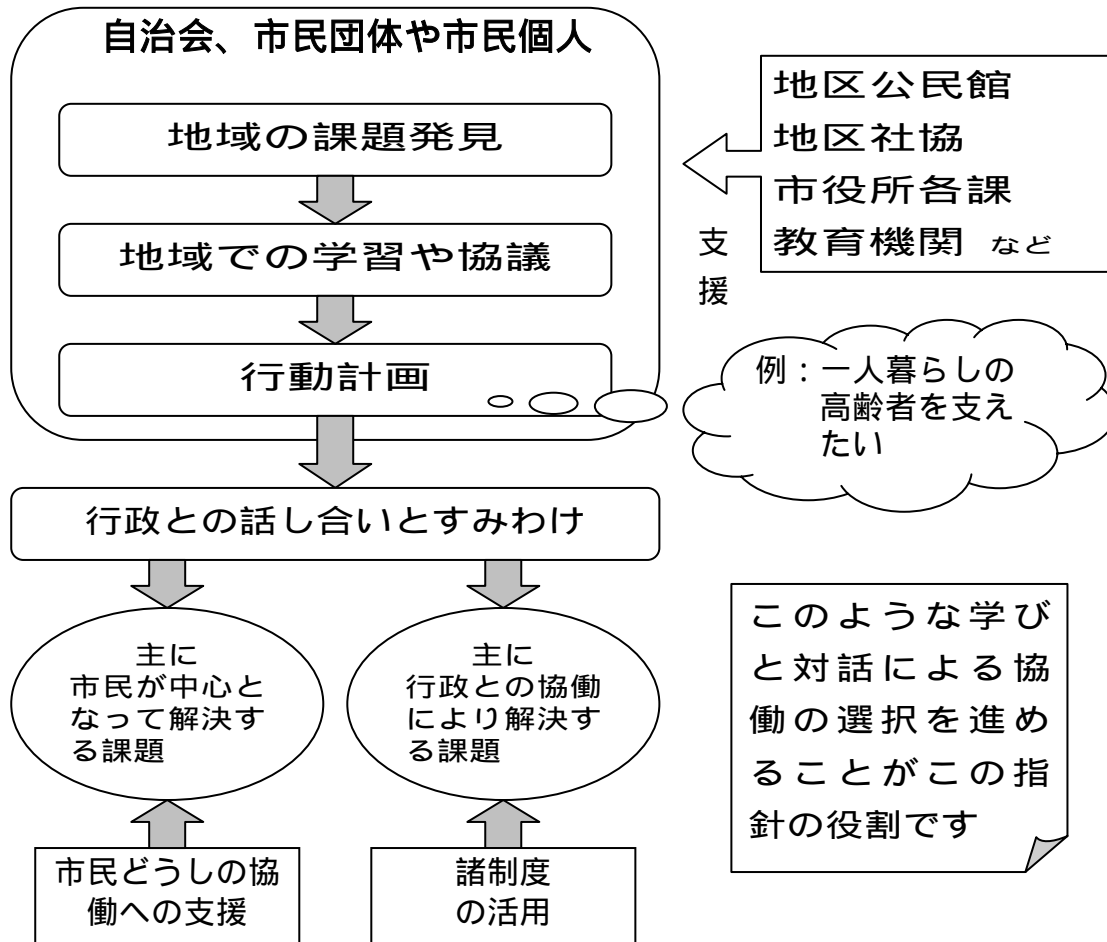 自治会、市民団体や市民個人
地域の課題発見
地域での学習や協議
行動計画
地区公民館
地区社協
市役所各課
教育機関 など
支
援
例：一人暮らしの
高齢者を支え
たい
行政との話し合いとすみわけ
主に
市民が中心と
なって解決す
る課題
主に
行政との協働
により解決す
る課題
市民どうしの協
働への支援
諸制度
の活用
このような学び
と対話による協
働の選択を進め
ることがこの指
針の役割です